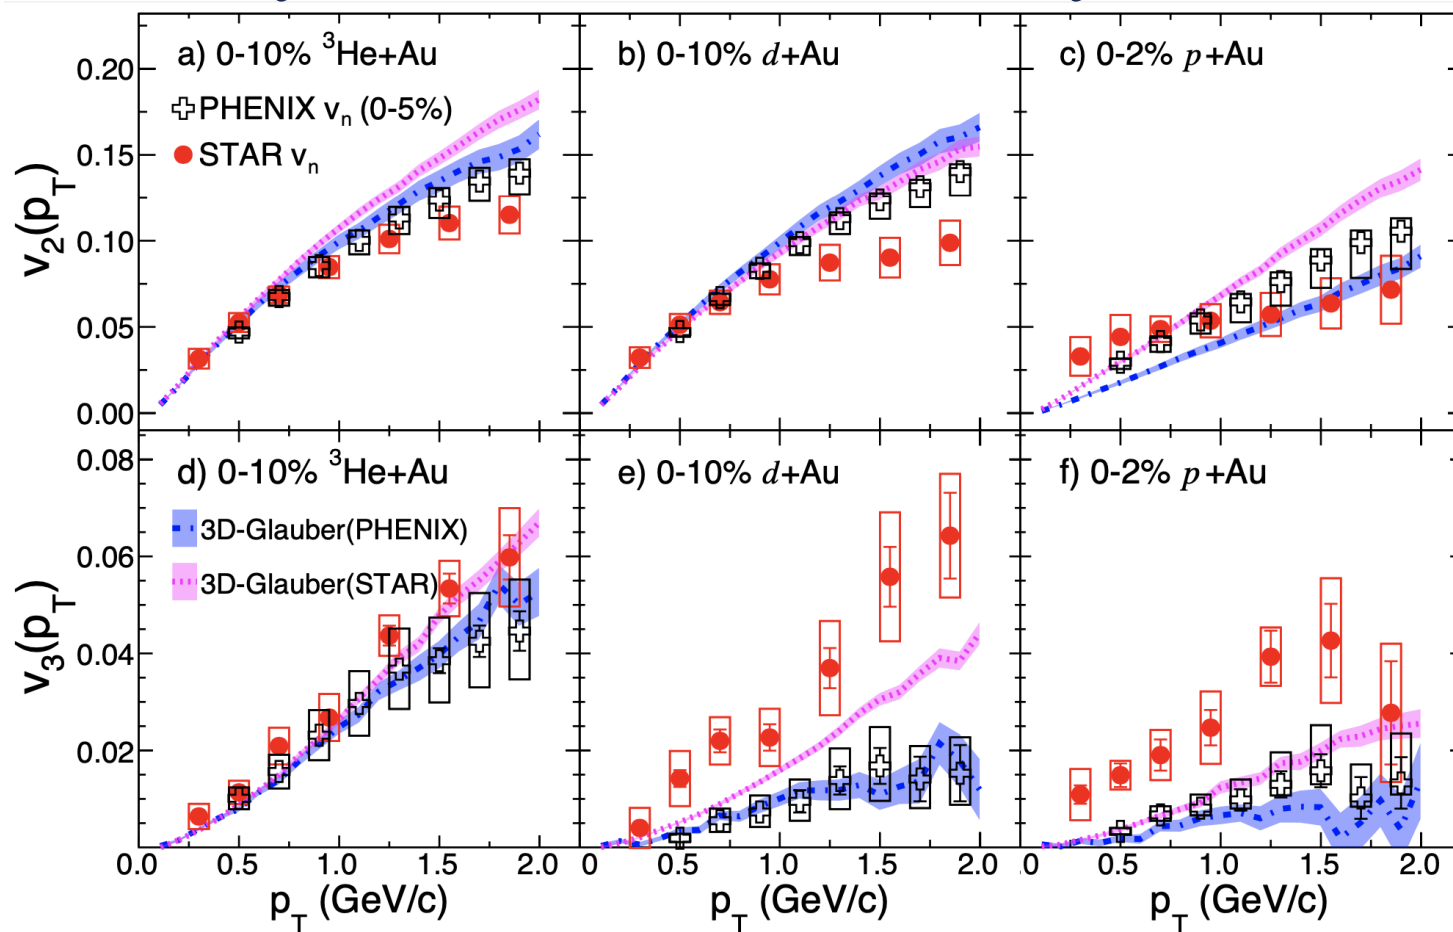 a) 0-10% ³He+Au
b) 0-10% d+Au
c) 0-2% p+Au
PHENIX vₙ (0-5%)
STAR vₙ
v₂(p_T)
0.20
0.15
0.10
0.05
0.00
d) 0-10% ³He+Au
e) 0-10% d+Au
f) 0-2% p+Au
3D-Glauber(PHENIX)
3D-Glauber(STAR)
v₃(p_T)
0.08
0.06
0.04
0.02
0.0 0.5 1.0 1.5 2.0
0.5 1.0 1.5 2.0
.0 0.5 1.0 1.5 2.0
p_T (GeV/c)
p_T (GeV/c)
p_T (GeV/c)